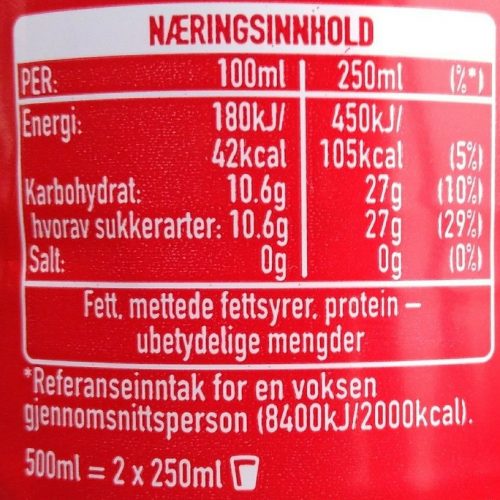 NÆRINGSINNHOLD
PER: 100ml 250ml (%*)
Energi: 180kJ/ 450kJ/
42kcal 105kcal (5%)
Karbohydrat: 10.6g 27g (10%)
hvorav sukkerarter: 10.6g 27g (29%)
Salt: 0g 0g (0%)
Fett, mettede fettsyrer, protein –
ubetydelige mengder
*Referanseinntak for en voksen
gjennomsnittsperson (8400kJ/2000kcal).
500ml = 2 x 250ml